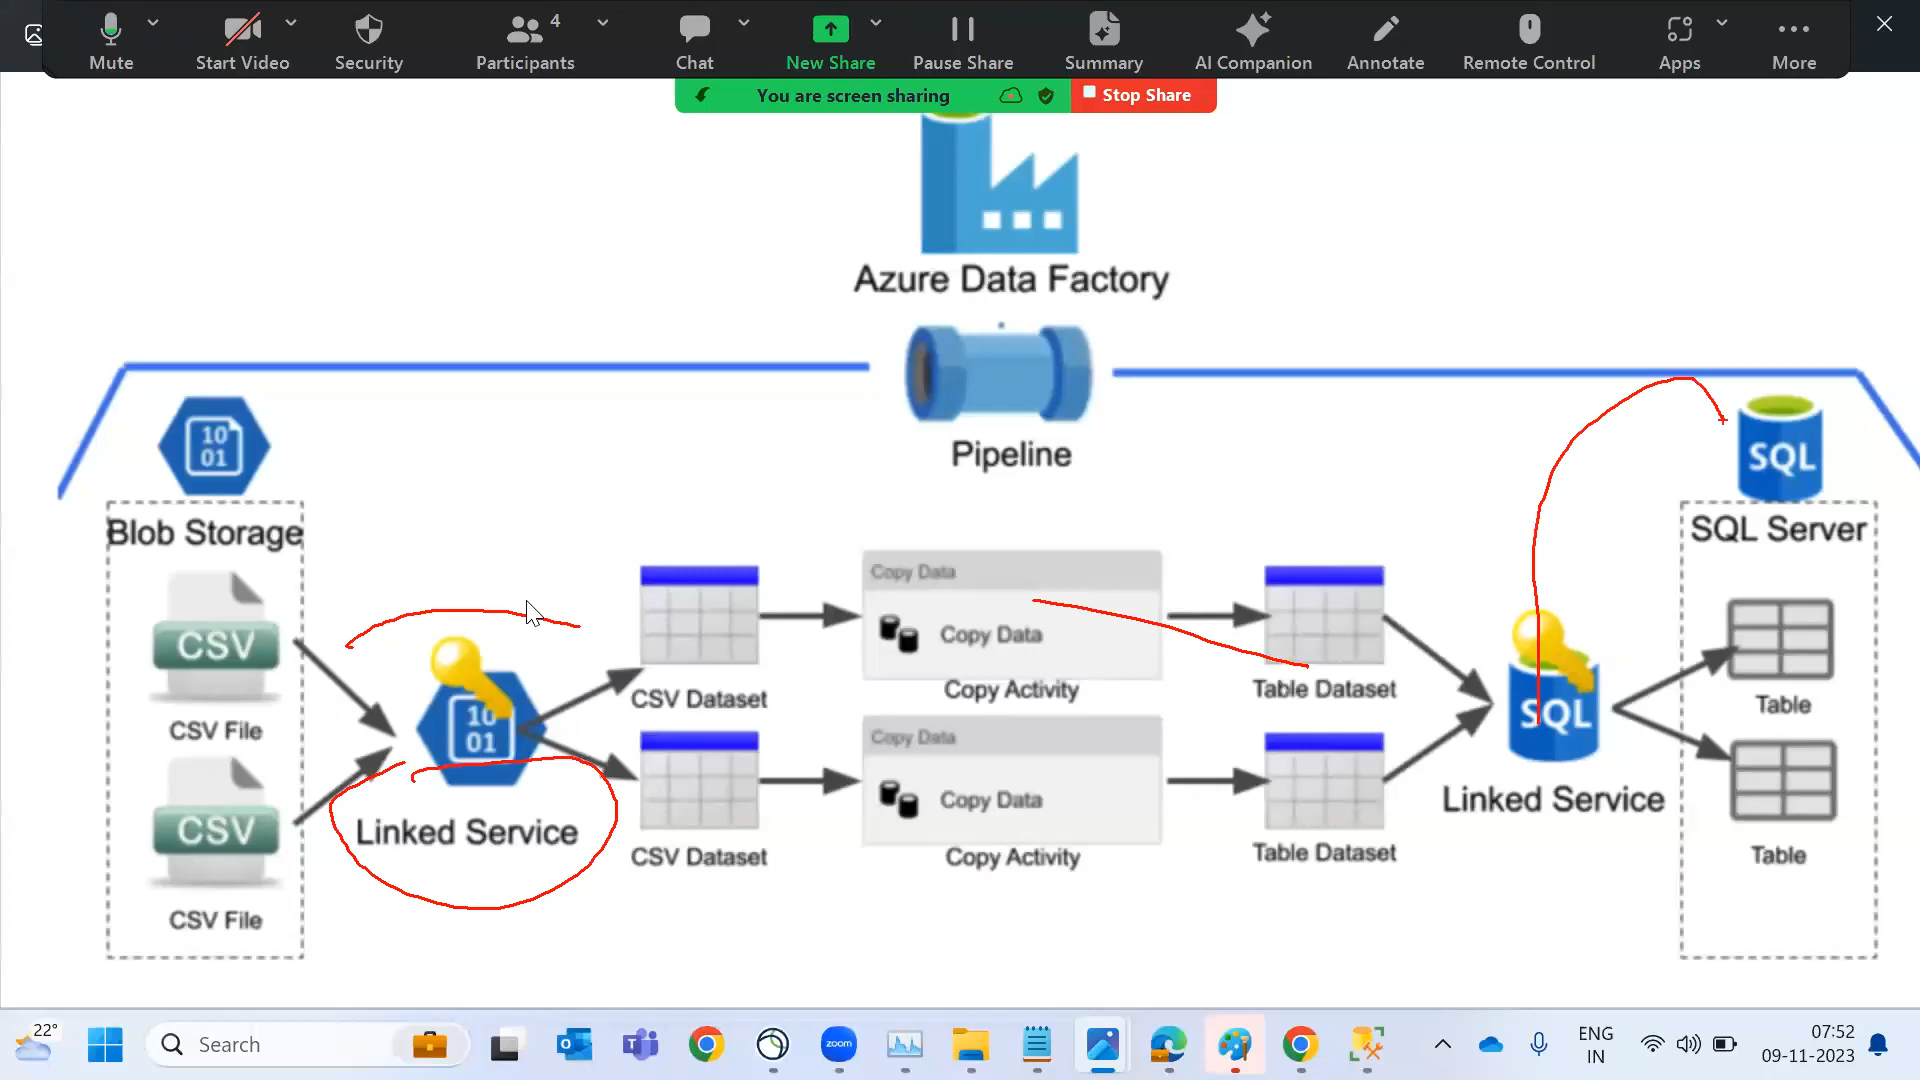 Mute
Start Video
Security
4
Participants
Chat
New Share
Pause Share
Summary
AI Companion
Annotate
Remote Control
Apps
More
You are screen sharing
Stop Share
Azure Data Factory
Pipeline
10
01
Blob Storage
CSV
CSV File
CSV
CSV File
10
01
Linked Service
CSV Dataset
CSV Dataset
Copy Data
Copy Data
Copy Activity
Copy Data
Copy Data
Copy Activity
Table Dataset
Table Dataset
SQL
Linked Service
SQL
SQL Server
Table
Table
22°
Search
zoom
ENG
IN
07:52
09-11-2023